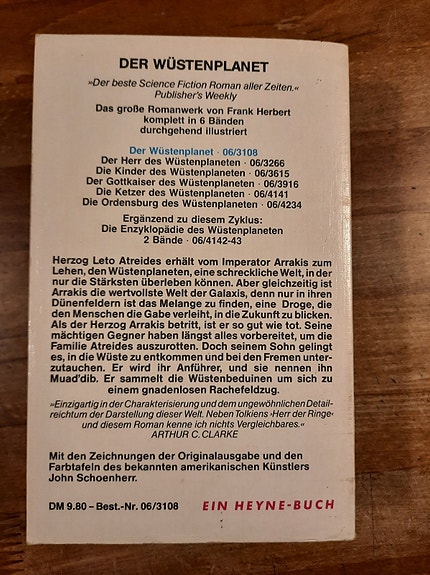 DER WÜSTENPLANET
»Der beste Science Fiction Roman aller Zeiten.«
Publisher's Weekly
Das große Romanwerk von Frank Herbert
komplett in 6 Bänden
durchgehend illustriert
Der Wüstenplanet · 06/3108
Der Herr des Wüstenplaneten · 06/3266
Die Kinder des Wüstenplaneten · 06/3615
Der Gottkaiser des Wüstenplaneten · 06/3916
Die Ketzer des Wüstenplaneten · 06/4141
Die Ordensburg des Wüstenplaneten · 06/4234
Ergänzend zu diesem Zyklus:
Die Enzyklopädie des Wüstenplaneten
2 Bände · 06/4142-43
Herzog Leto Atreides erhält vom Imperator Arrakis zum
Lehen, den Wüstenplaneten, eine schreckliche Welt, in der
nur die Stärksten überleben können. Aber gleichzeitig ist
Arrakis die wertvollste Welt der Galaxis, denn nur in ihren
Dünenfeldern ist das Melange zu finden, eine Droge, die
den Menschen die Gabe verleiht, in die Zukunft zu blicken.
Als der Herzog Arrakis betritt, ist er so gut wie tot. Seine
mächtigen Gegner haben längst alles vorbereitet, um die
Familie Atreides auszurotten. Doch seinem Sohn gelingt
es, in die Wüste zu entkommen und bei den Fremen unter-
zutauchen. Er wird ihr Anführer, und sie nennen ihn
Muad'dib. Er sammelt die Wüstenbeduinen um sich zu
einem gnadenlosen Rachefeldzug.
»Einzigartig in der Charakterisierung und dem ungewöhnlichen Detail-
reichtum der Darstellung dieser Welt. Neben Tolkiens ›Herr der Ringe‹
und diesem Roman kenne ich nichts Vergleichbares.«
ARTHUR C. CLARKE
Mit den Zeichnungen der Originalausgabe und den
Farbtafeln des bekannten amerikanischen Künstlers
John Schoenherr.
DM 9.80 – Best.-Nr. 06/3108
EIN HEYNE-BUCH